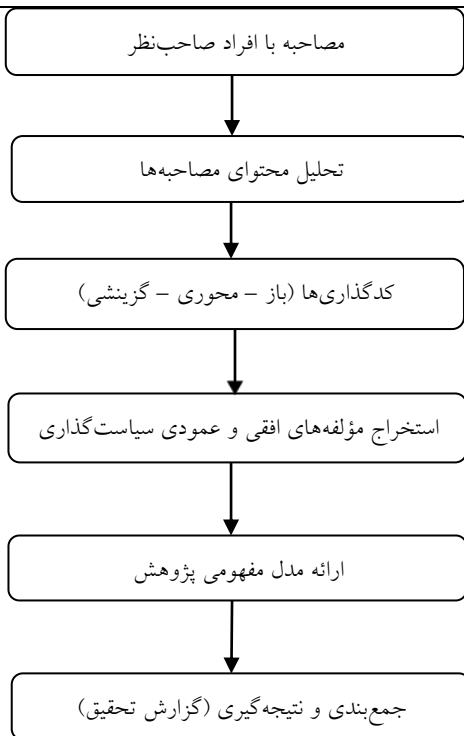 مصاحبه با افراد صاحب‌نظر
تحلیل محتوای مصاحبه‌ها
کدگذاری‌ها (باز – محوری – گزینشی)
استخراج مؤلفه‌های افقی و عمودی سیاست‌گذاری
ارائه مدل مفهومی پژوهش
جمع‌بندی و نتیجه‌گیری (گزارش تحقیق)